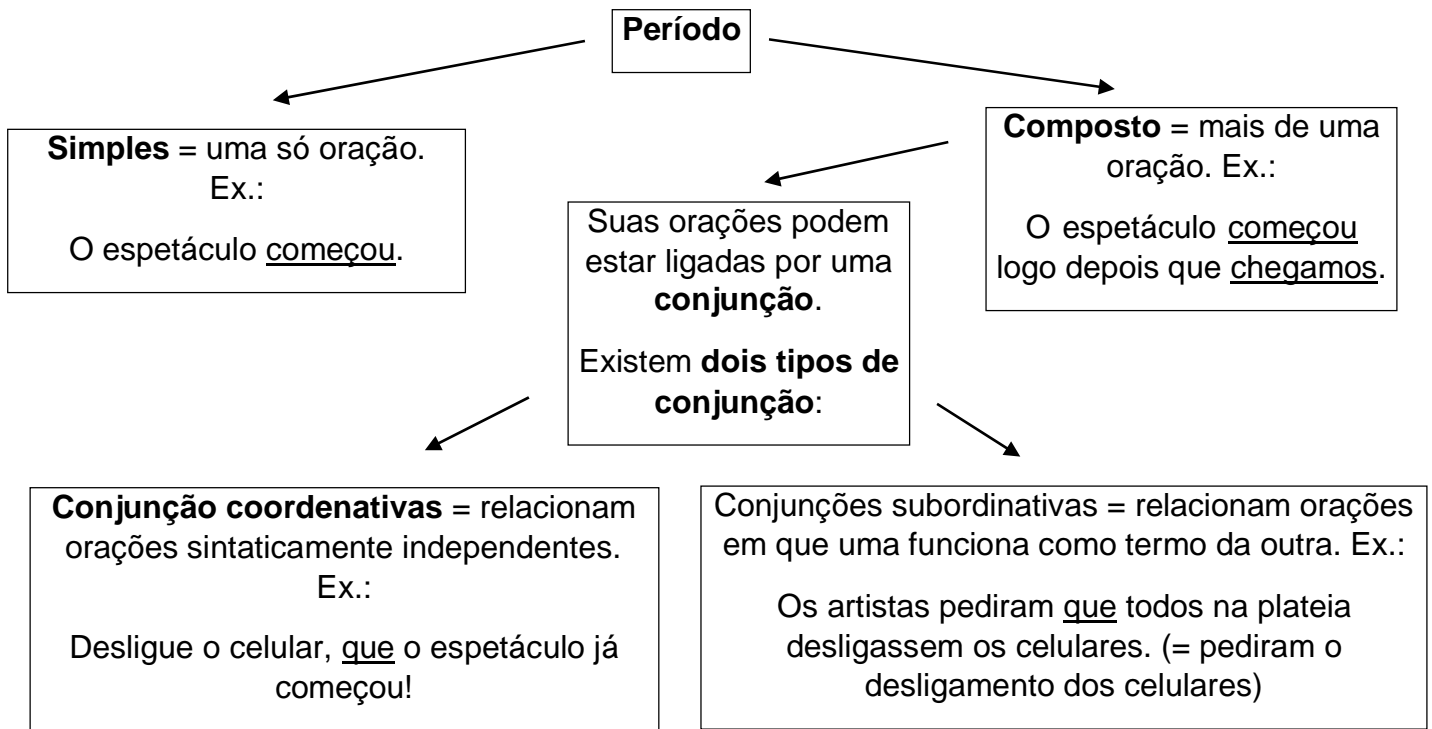 Período
Simples = uma só oração.
Ex.:
O espetáculo começou.
Composto = mais de uma
oração. Ex.:
O espetáculo começou
logo depois que chegamos.
Suas orações podem
estar ligadas por uma
conjunção.
Existem dois tipos de
conjunção:
Conjunção coordenativas = relacionam
orações sintaticamente independentes.
Ex.:
Desligue o celular, que o espetáculo já
começou!
Conjunções subordinativas = relacionam orações
em que uma funciona como termo da outra. Ex.:
Os artistas pediram que todos na plateia
desligassem os celulares. (= pediram o
desligamento dos celulares)